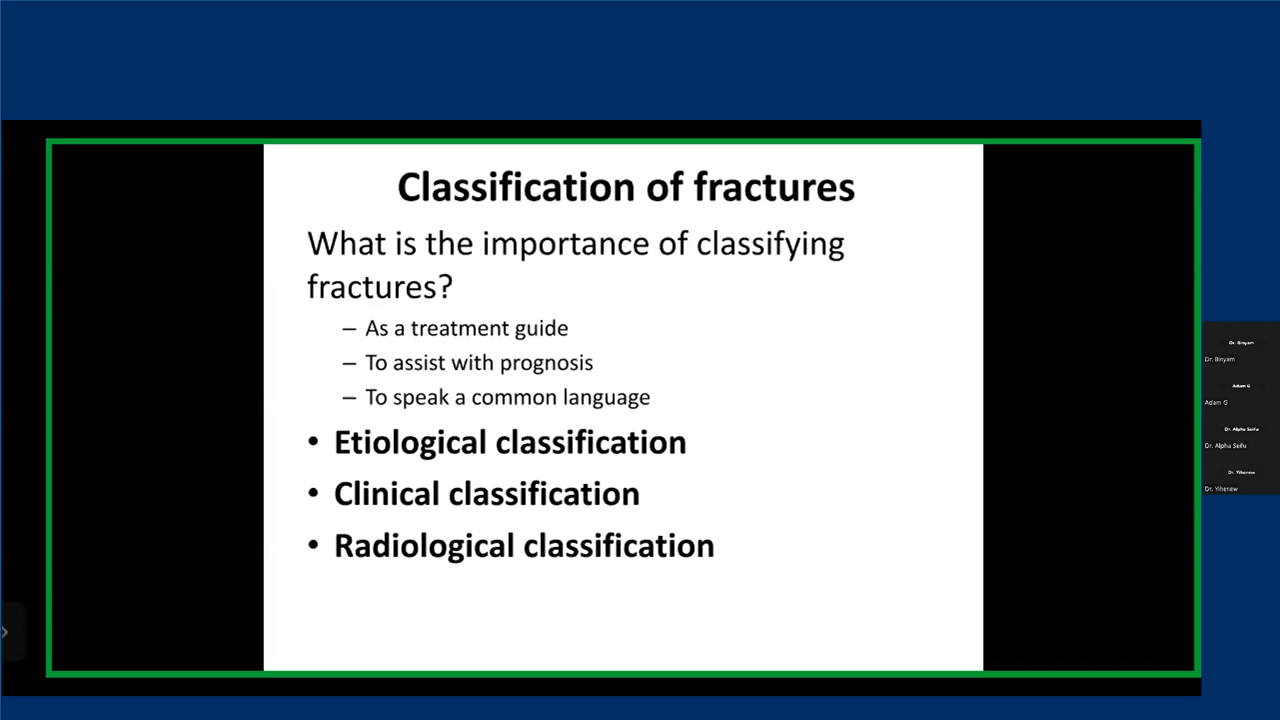 Classification of fractures
What is the importance of classifying
fractures?
– As a treatment guide
– To assist with prognosis
– To speak a common language
• Etiological classification
• Clinical classification
• Radiological classification
Dr. Binyam
Dr. Binyam
Adam G
Adam G
Dr. Alpha Seifu
Dr. Alpha Seifu
Dr. Yihenew
Dr. Yihenew